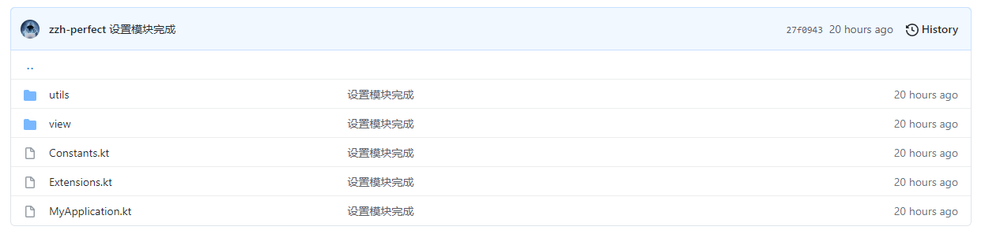 zzh-perfect 设置模块完成 27f0943 20 hours ago History
..
utils 设置模块完成 20 hours ago
view 设置模块完成 20 hours ago
Constants.kt 设置模块完成 20 hours ago
Extensions.kt 设置模块完成 20 hours ago
MyApplication.kt 设置模块完成 20 hours ago